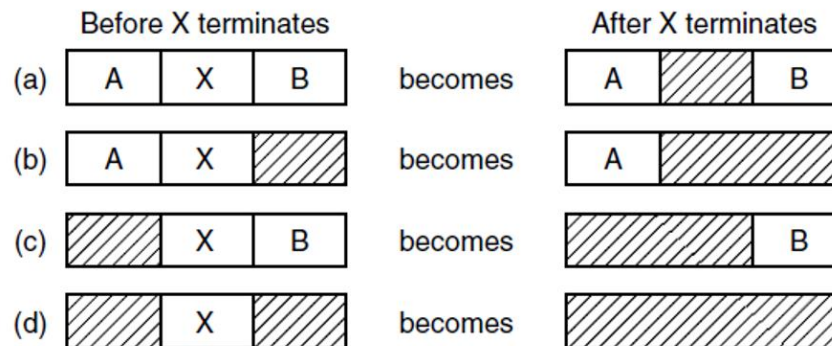 Before X terminates After X terminates
(a) A X B becomes A B
(b) A X becomes A
(c) X B becomes B
(d) X becomes